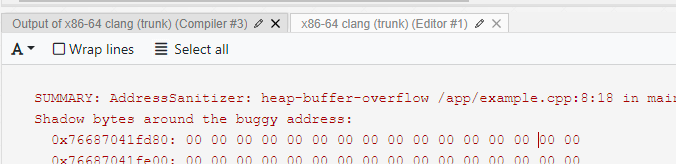 Output of x86-64 clang (trunk) (Compiler #3)
x86-64 clang (trunk) (Editor #1)
A
Wrap lines
Select all
SUMMARY: AddressSanitizer: heap-buffer-overflow /app/example.cpp:8:18 in main
Shadow bytes around the buggy address:
0x76687041fd80: 00 00 00 00 00 00 00 00 00 00 00 00 00 00 00 00
0x76687041fe00: 00 00 00 00 00 00 00 00 00 00 00 00 00 00 00 00